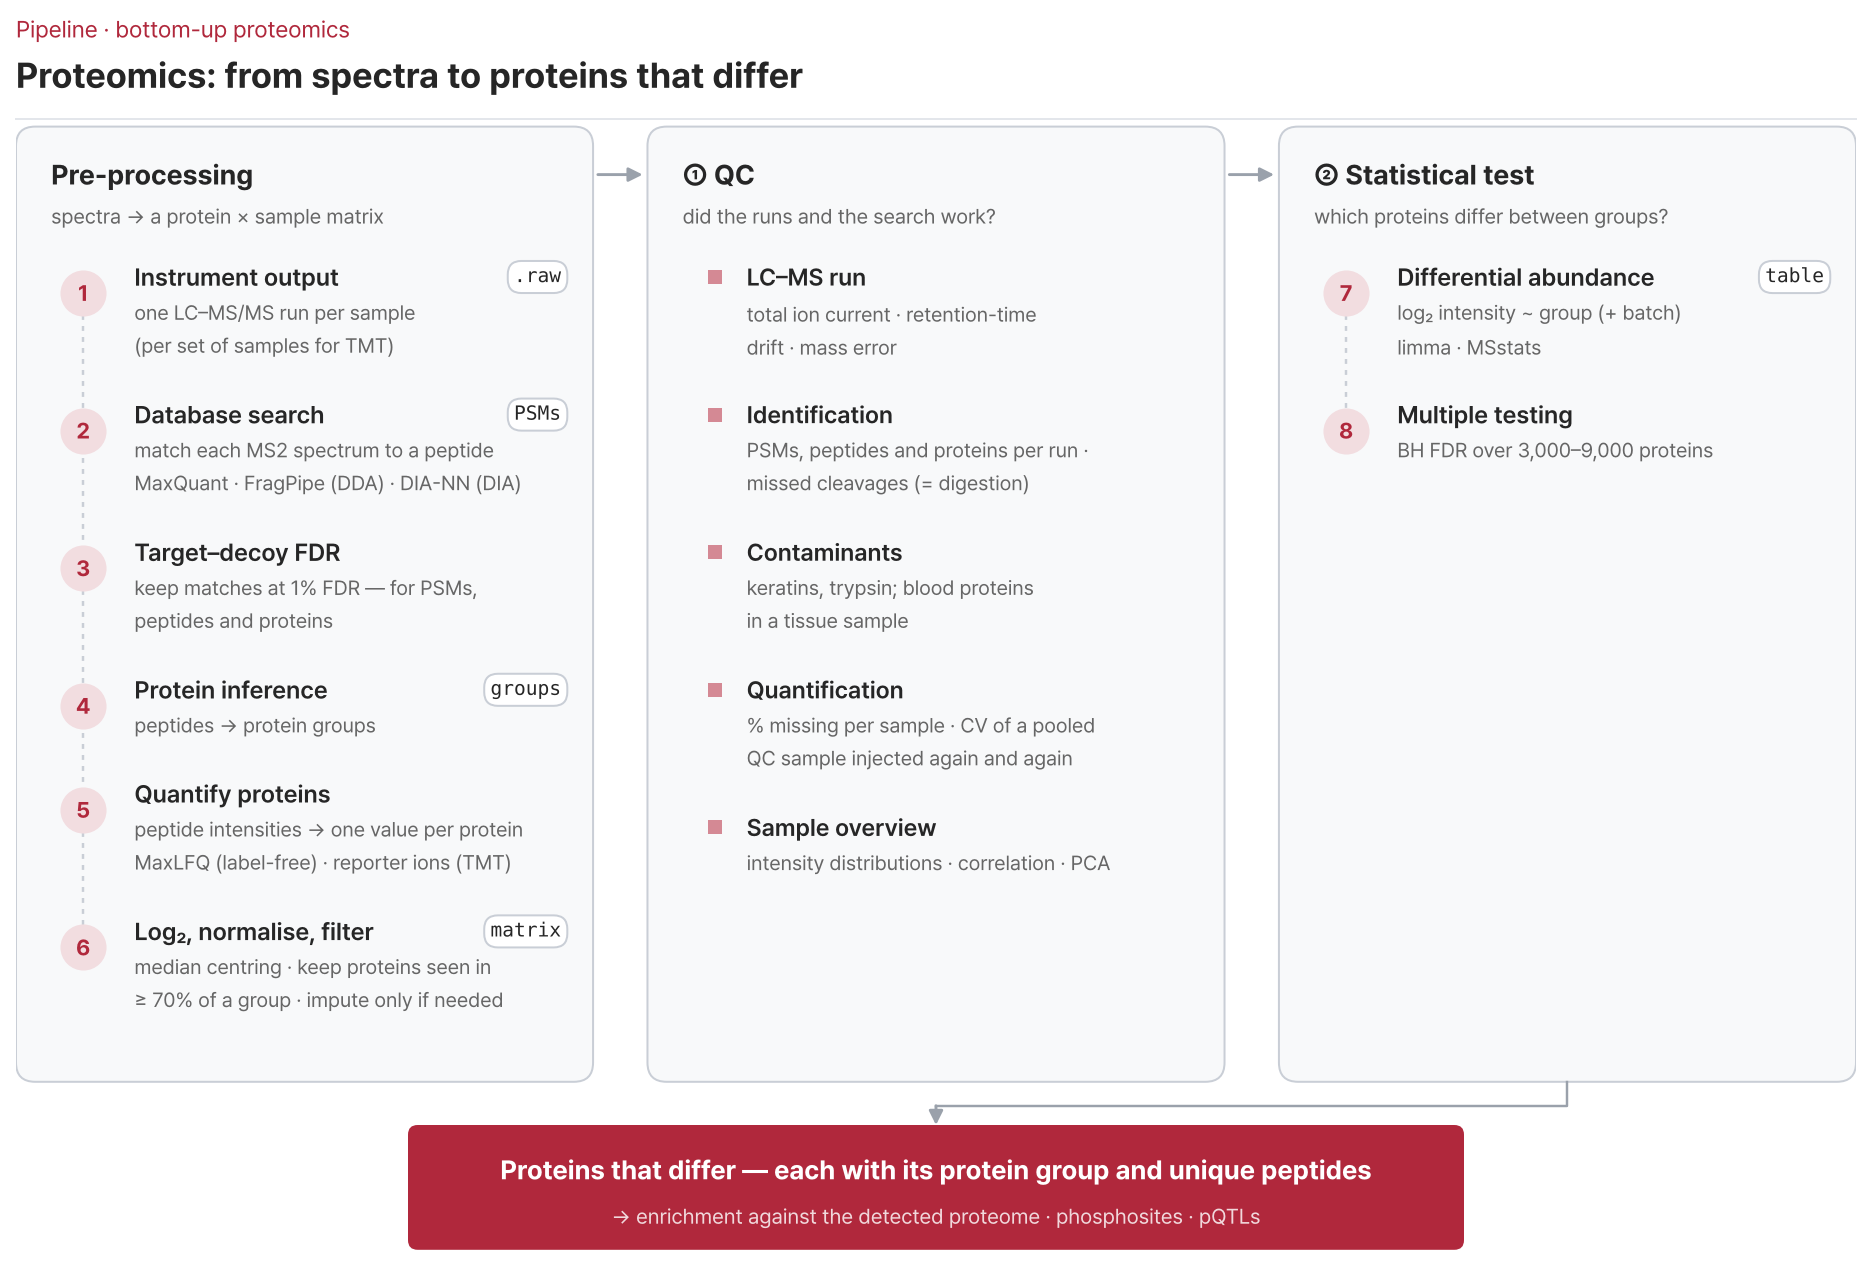 Pipeline · bottom-up proteomics
Proteomics: from spectra to proteins that differ
Pre-processing
spectra → a protein × sample matrix
1
Instrument output
.raw
one LC–MS/MS run per sample
(per set of samples for TMT)
2
Database search
PSMs
match each MS2 spectrum to a peptide
MaxQuant · FragPipe (DDA) · DIA-NN (DIA)
3
Target–decoy FDR
keep matches at 1% FDR — for PSMs,
peptides and proteins
4
Protein inference
groups
peptides → protein groups
5
Quantify proteins
peptide intensities → one value per protein
MaxLFQ (label-free) · reporter ions (TMT)
6
Log₂, normalise, filter
matrix
median centring · keep proteins seen in
≥ 70% of a group · impute only if needed
① QC
did the runs and the search work?
LC–MS run
total ion current · retention-time
drift · mass error
Identification
PSMs, peptides and proteins per run ·
missed cleavages (= digestion)
Contaminants
keratins, trypsin; blood proteins
in a tissue sample
Quantification
% missing per sample · CV of a pooled
QC sample injected again and again
Sample overview
intensity distributions · correlation · PCA
② Statistical test
which proteins differ between groups?
7
Differential abundance
table
log₂ intensity ~ group (+ batch)
limma · MSstats
8
Multiple testing
BH FDR over 3,000–9,000 proteins
Proteins that differ — each with its protein group and unique peptides
→ enrichment against the detected proteome · phosphosites · pQTLs